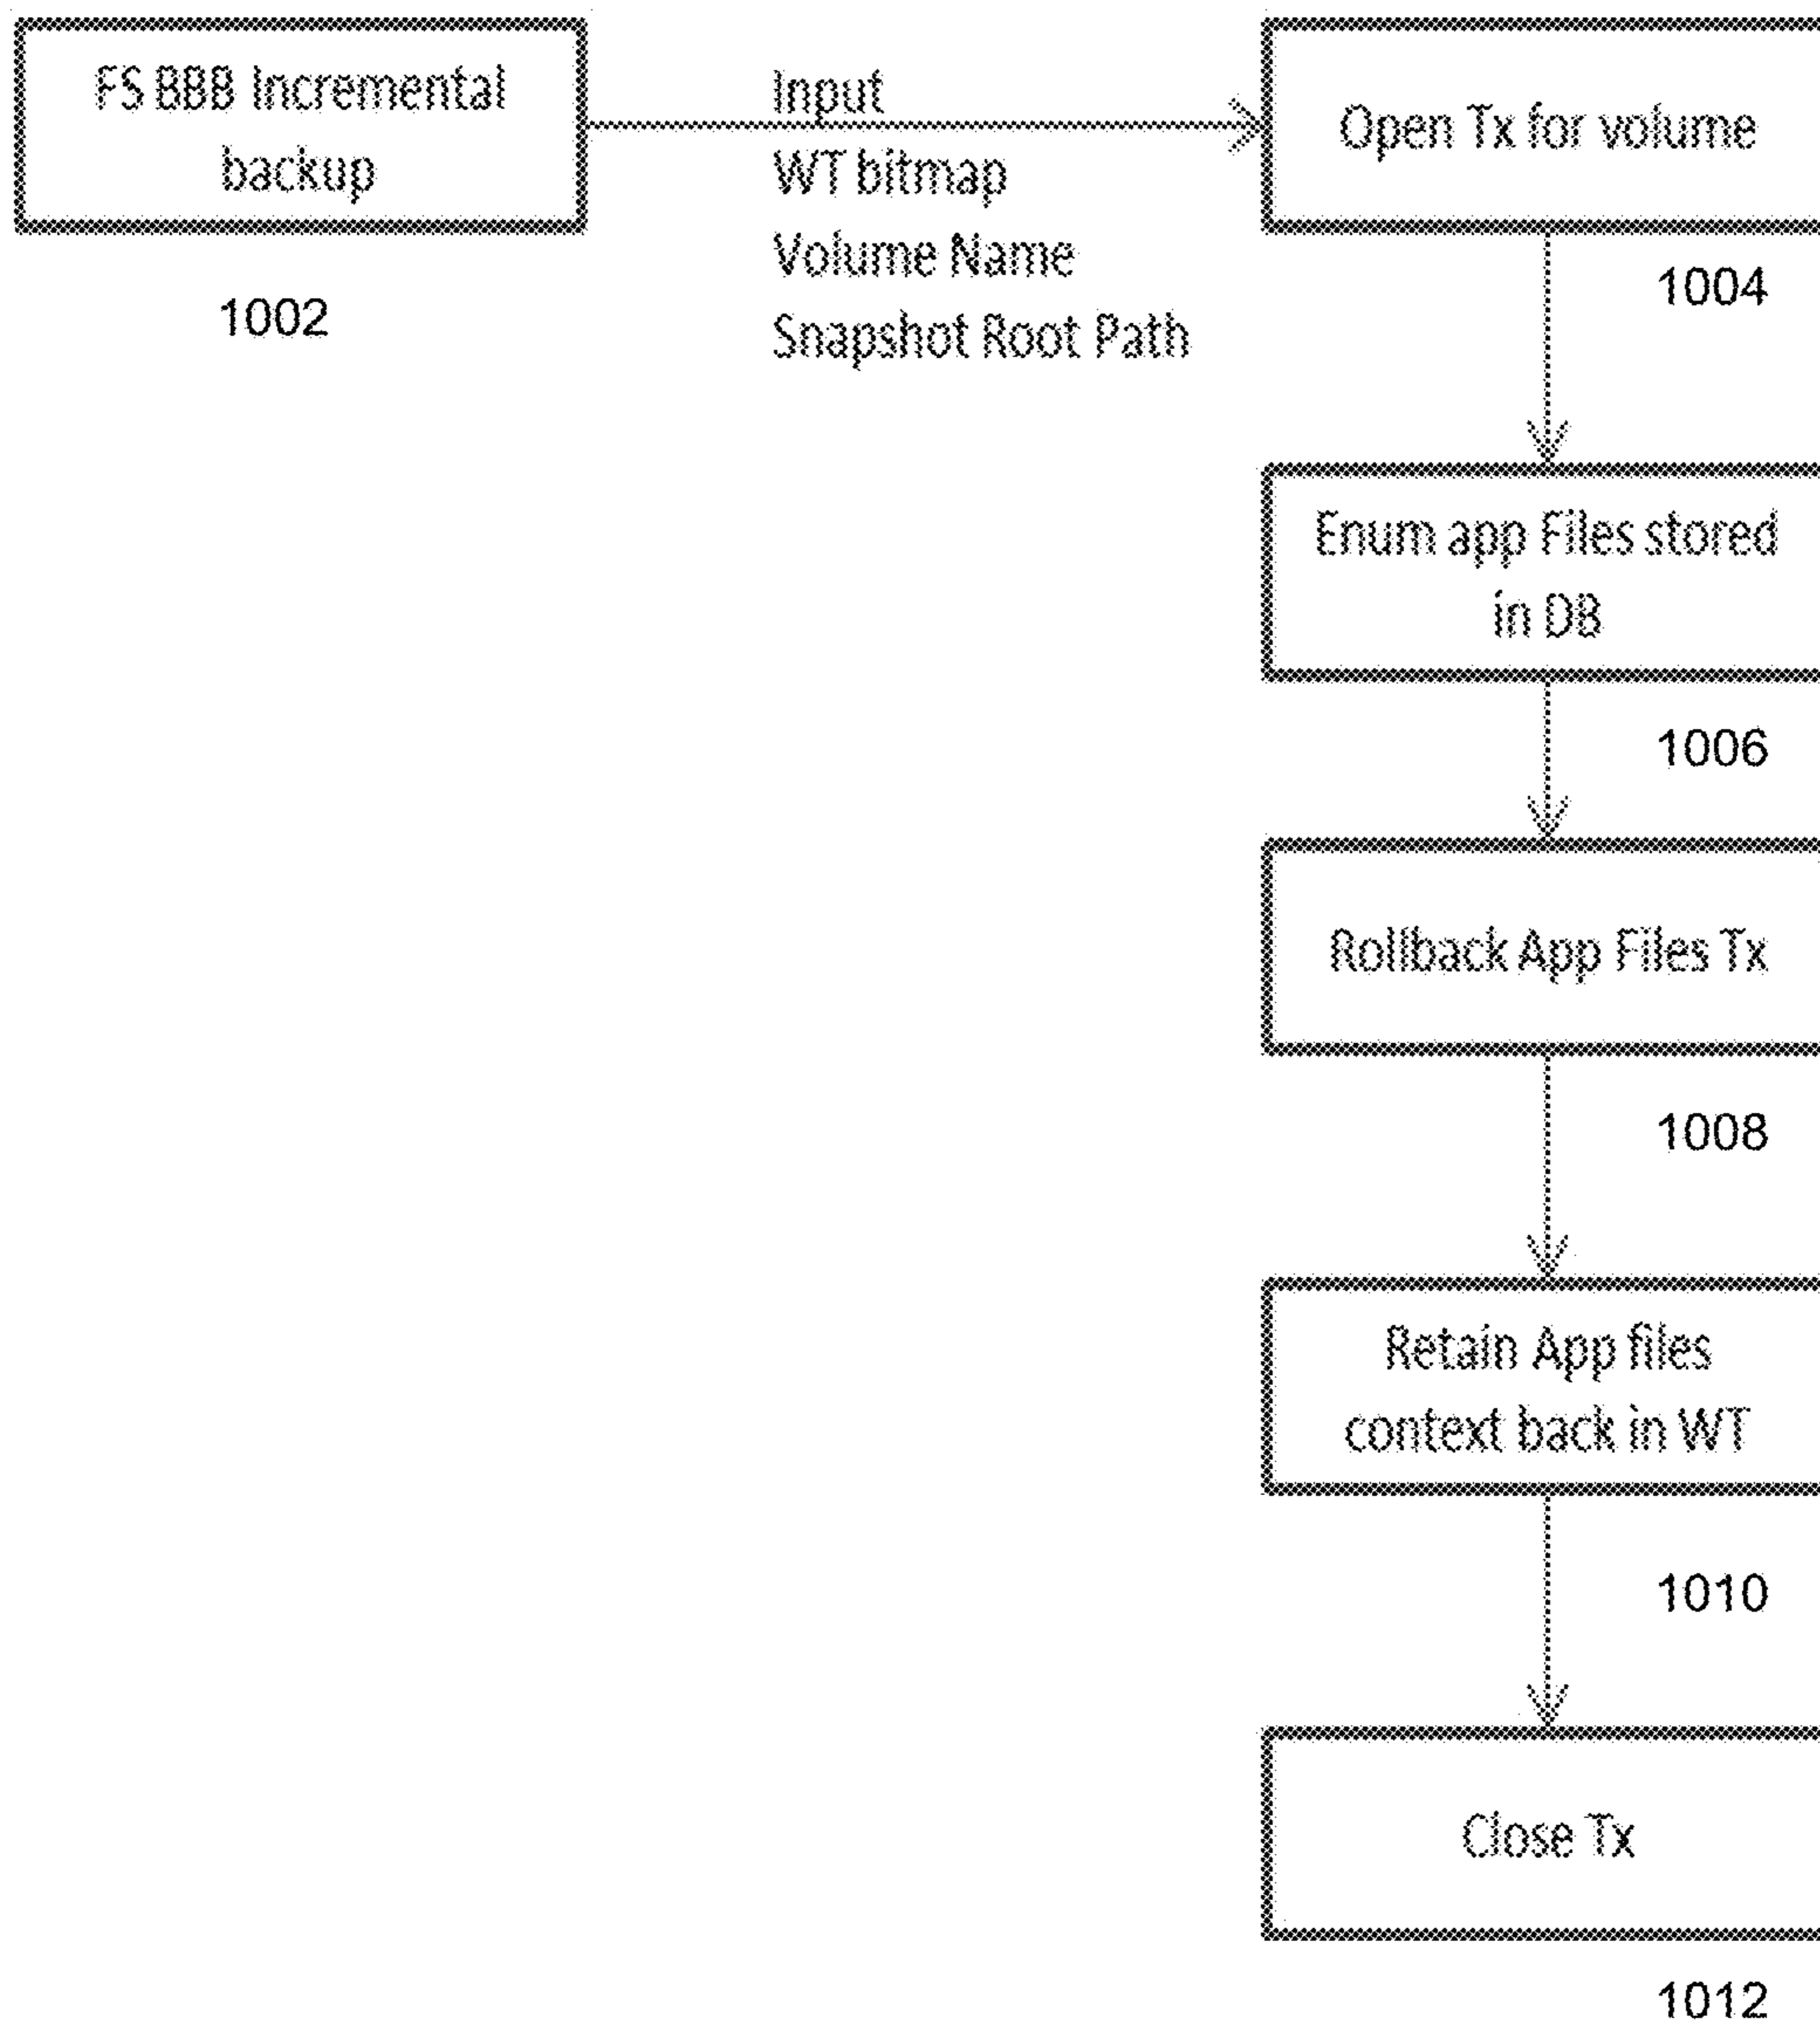 FS BBB Incremental
backup
1002
Input
WT bitmap
Volume Name
Snapshot Root Path
Open Tx for volume
1004
Enum app Files stored
in DB
1006
Rollback App Files Tx
1008
Retain App files
context back in WT
1010
Close Tx
1012